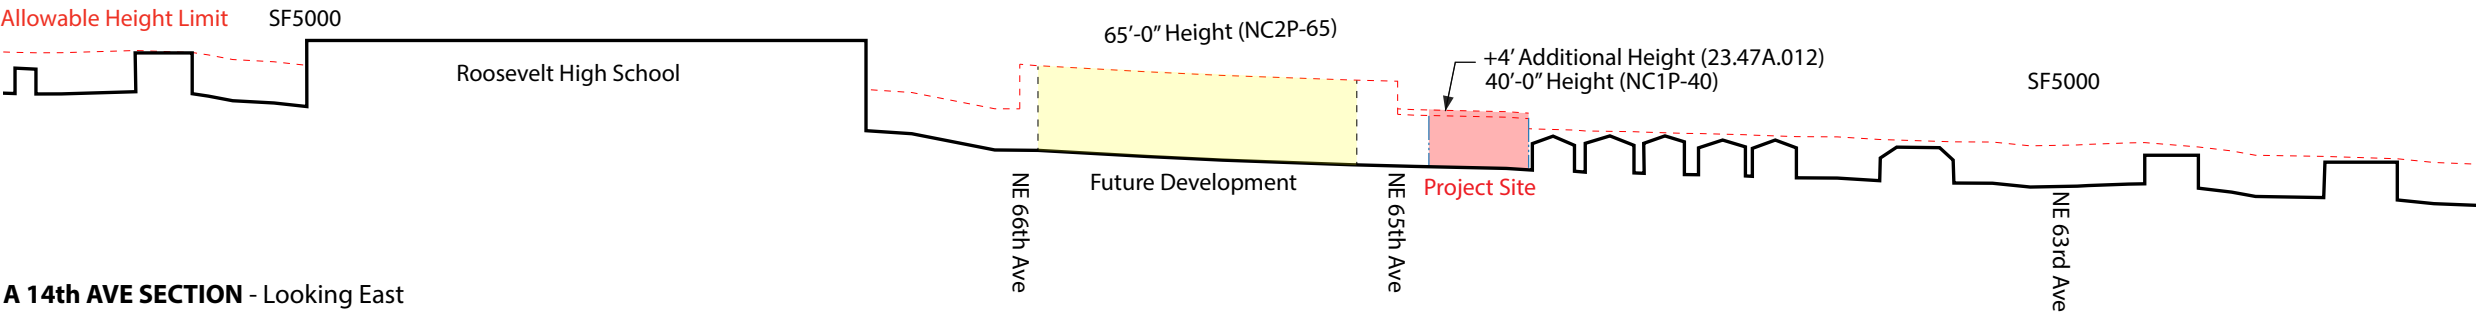 Allowable Height Limit
SF5000
Roosevelt High School
65'-0" Height (NC2P-65)
+4' Additional Height (23.47A.012)
40'-0" Height (NC1P-40)
SF5000
NE 66th Ave
Future Development
NE 65th Ave
Project Site
NE 63rd Ave
A 14th AVE SECTION - Looking East